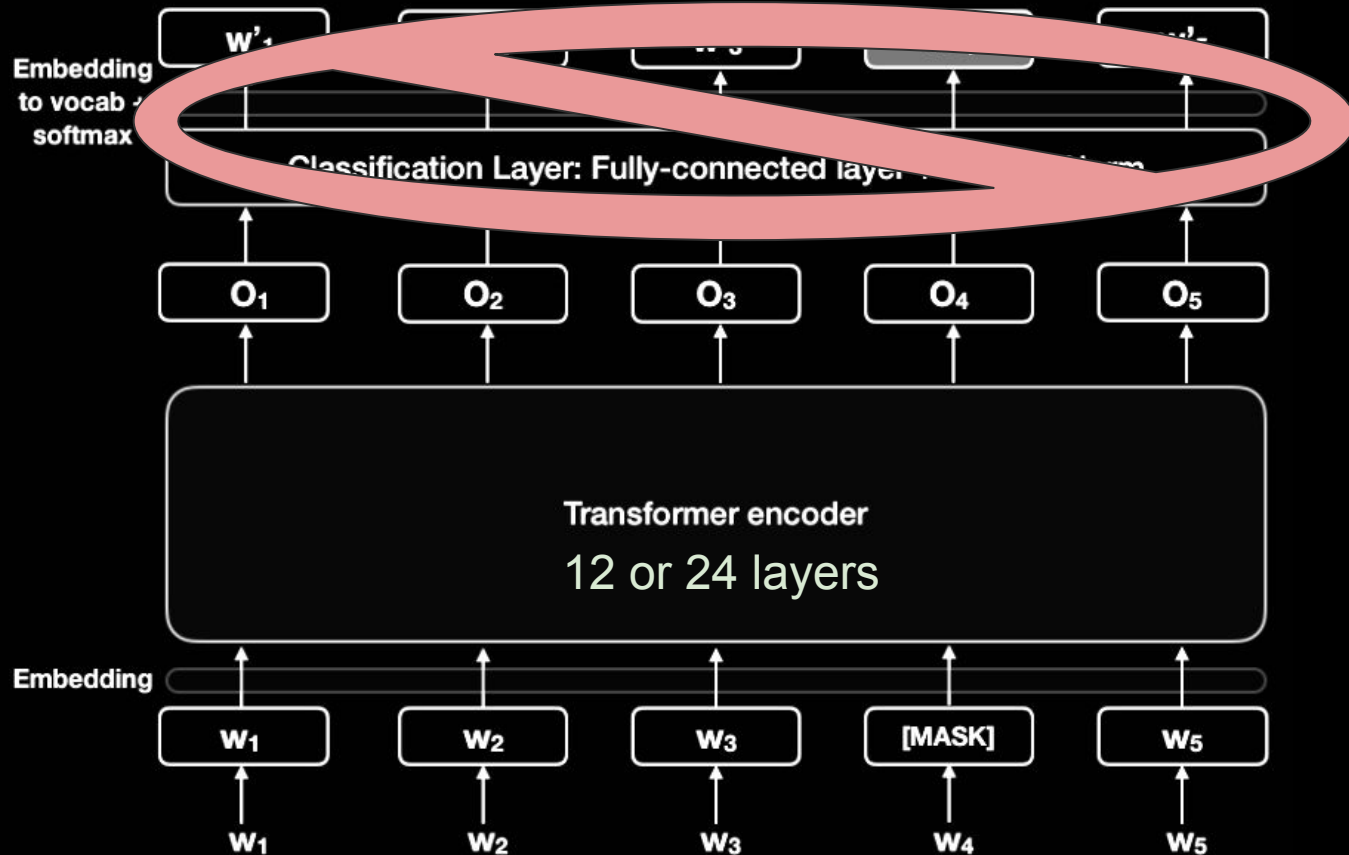 w'₁
Embedding
to vocab +
softmax
Classification Layer: Fully-connected layer
O₁ O₂ O₃ O₄ O₅
Transformer encoder
12 or 24 layers
Embedding
W₁ W₂ W₃ [MASK] W₅
W₁ W₂ W₃ W₄ W₅